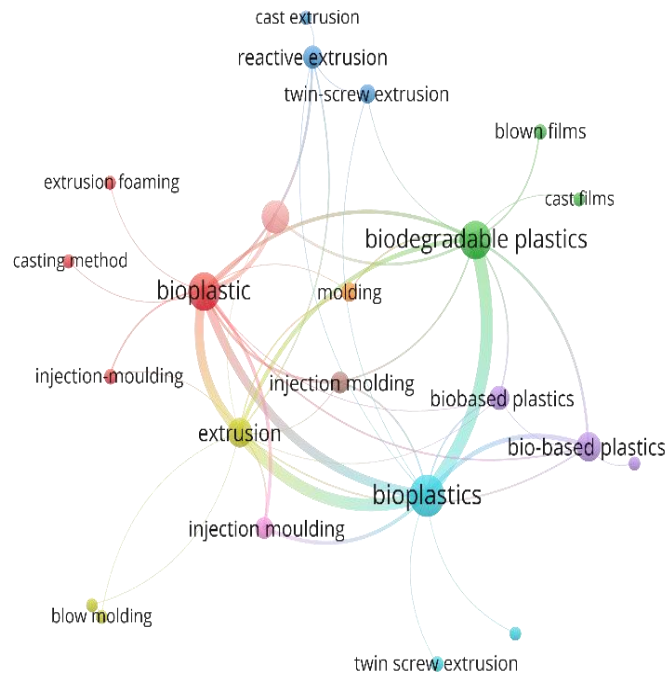 cast extrusion
reactive extrusion
twin-screw extrusion
blown films
extrusion foaming
cast films
biodegradable plastics
casting method
bioplastic
molding
injection-moulding
injection molding
biobased plastics
extrusion
bio-based plastics
bioplastics
injection moulding
blow molding
twin screw extrusion